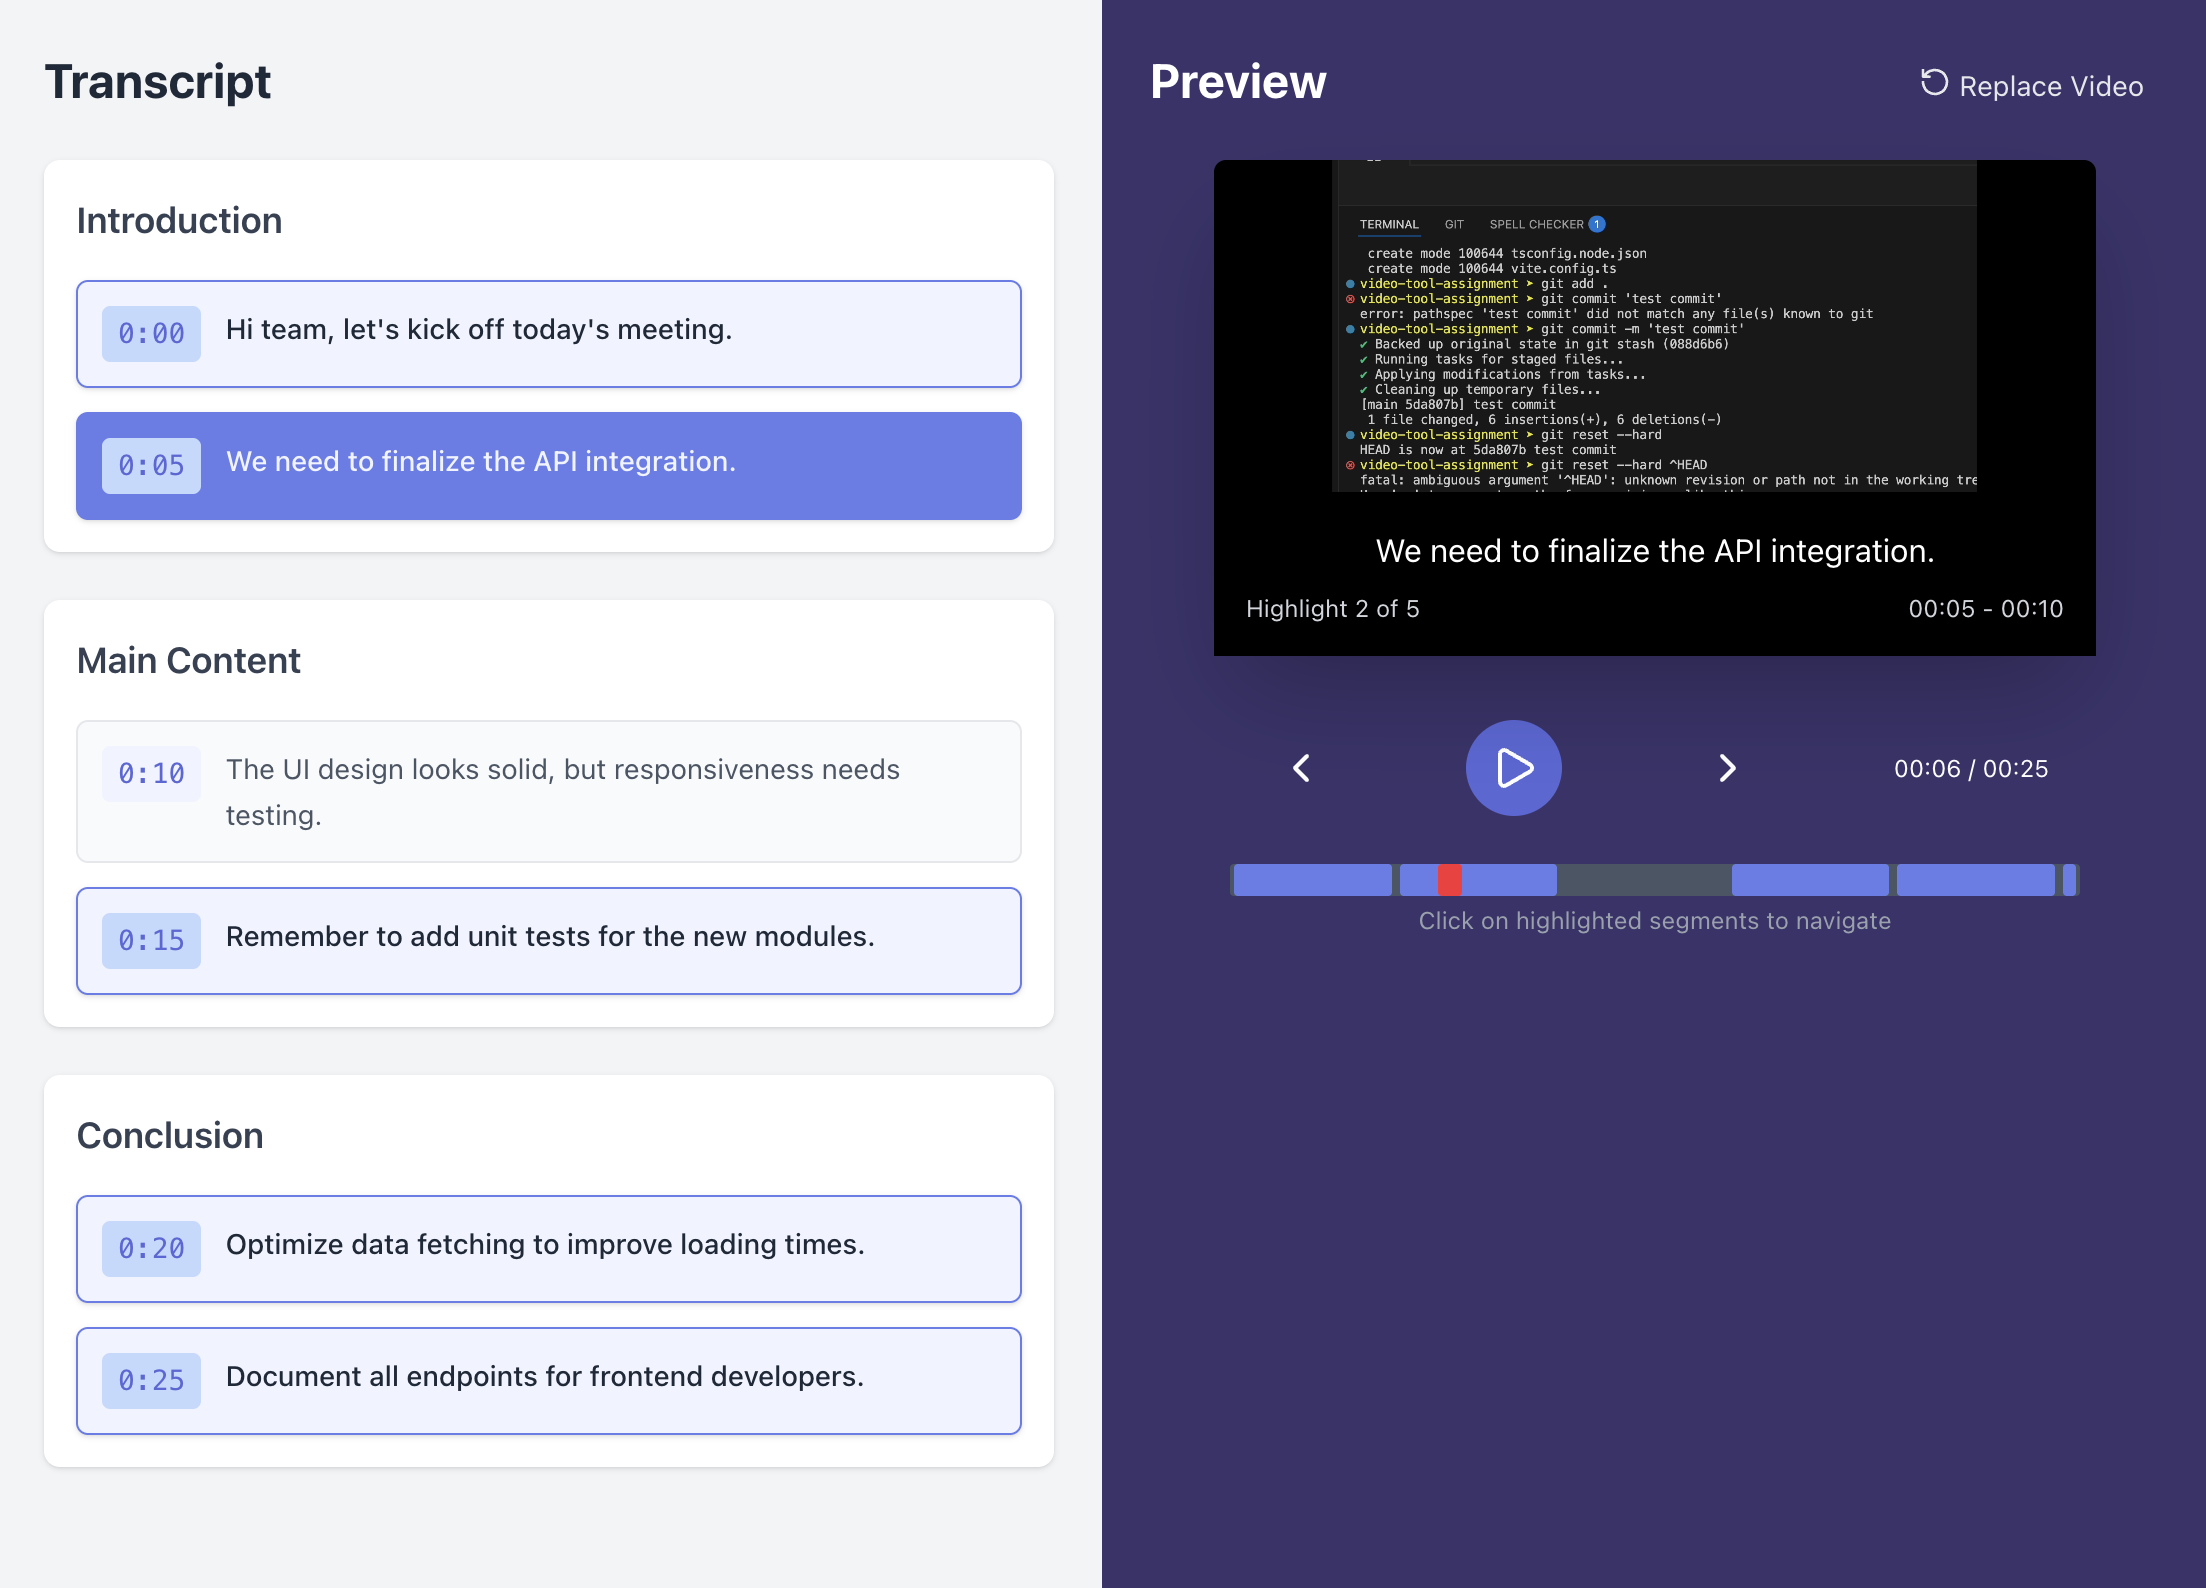 Transcript
Introduction
0:00 Hi team, let's kick off today's meeting.
0:05 We need to finalize the API integration.
Main Content
0:10 The UI design looks solid, but responsiveness needs
testing.
0:15 Remember to add unit tests for the new modules.
Conclusion
0:20 Optimize data fetching to improve loading times.
0:25 Document all endpoints for frontend developers.
Preview
Replace Video
TERMINAL GIT SPELL CHECKER 1
create mode 100644 tsconfig.node.json
create mode 100644 vite.config.ts
video-tool-assignment ➤ git add .
video-tool-assignment ➤ git commit 'test commit'
error: pathspec 'test commit' did not match any file(s) known to git
video-tool-assignment ➤ git commit -m 'test commit'
✔ Backed up original state in git stash (088d6b6)
✔ Running tasks for staged files...
✔ Applying modifications from tasks...
✔ Cleaning up temporary files...
[main 5da807b] test commit
1 file changed, 6 insertions(+), 6 deletions(-)
video-tool-assignment ➤ git reset --hard
HEAD is now at 5da807b test commit
video-tool-assignment ➤ git reset --hard ^HEAD
fatal: ambiguous argument '^HEAD': unknown revision or path not in the working tre
We need to finalize the API integration.
Highlight 2 of 5 00:05 - 00:10
00:06 / 00:25
Click on highlighted segments to navigate